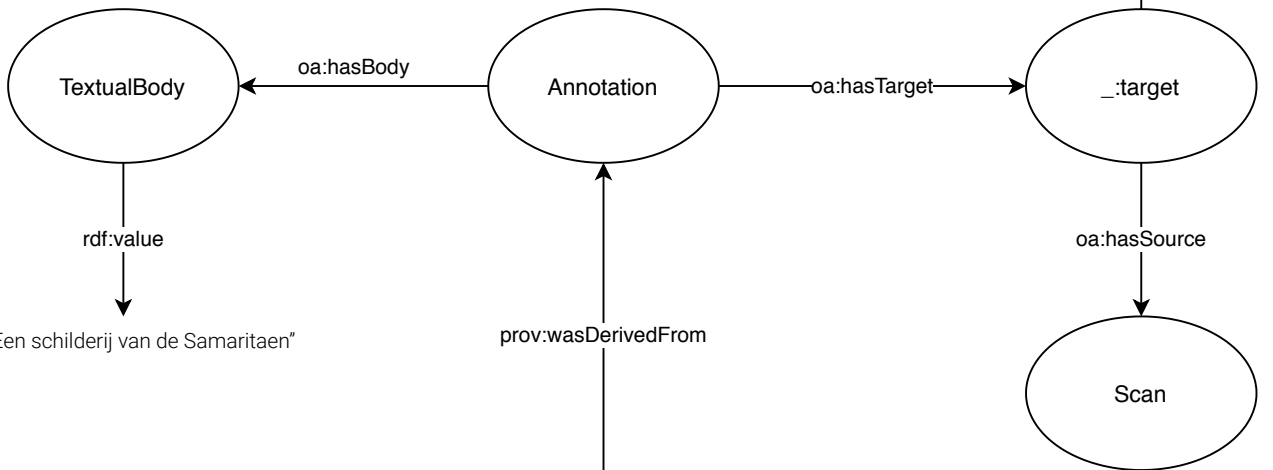 oa:hasBody
TextualBody
Annotation
oa:hasTarget
_:target
rdf:value
oa:hasSource
Een schilderij van de Samaritaen”
prov:wasDerivedFrom
Scan